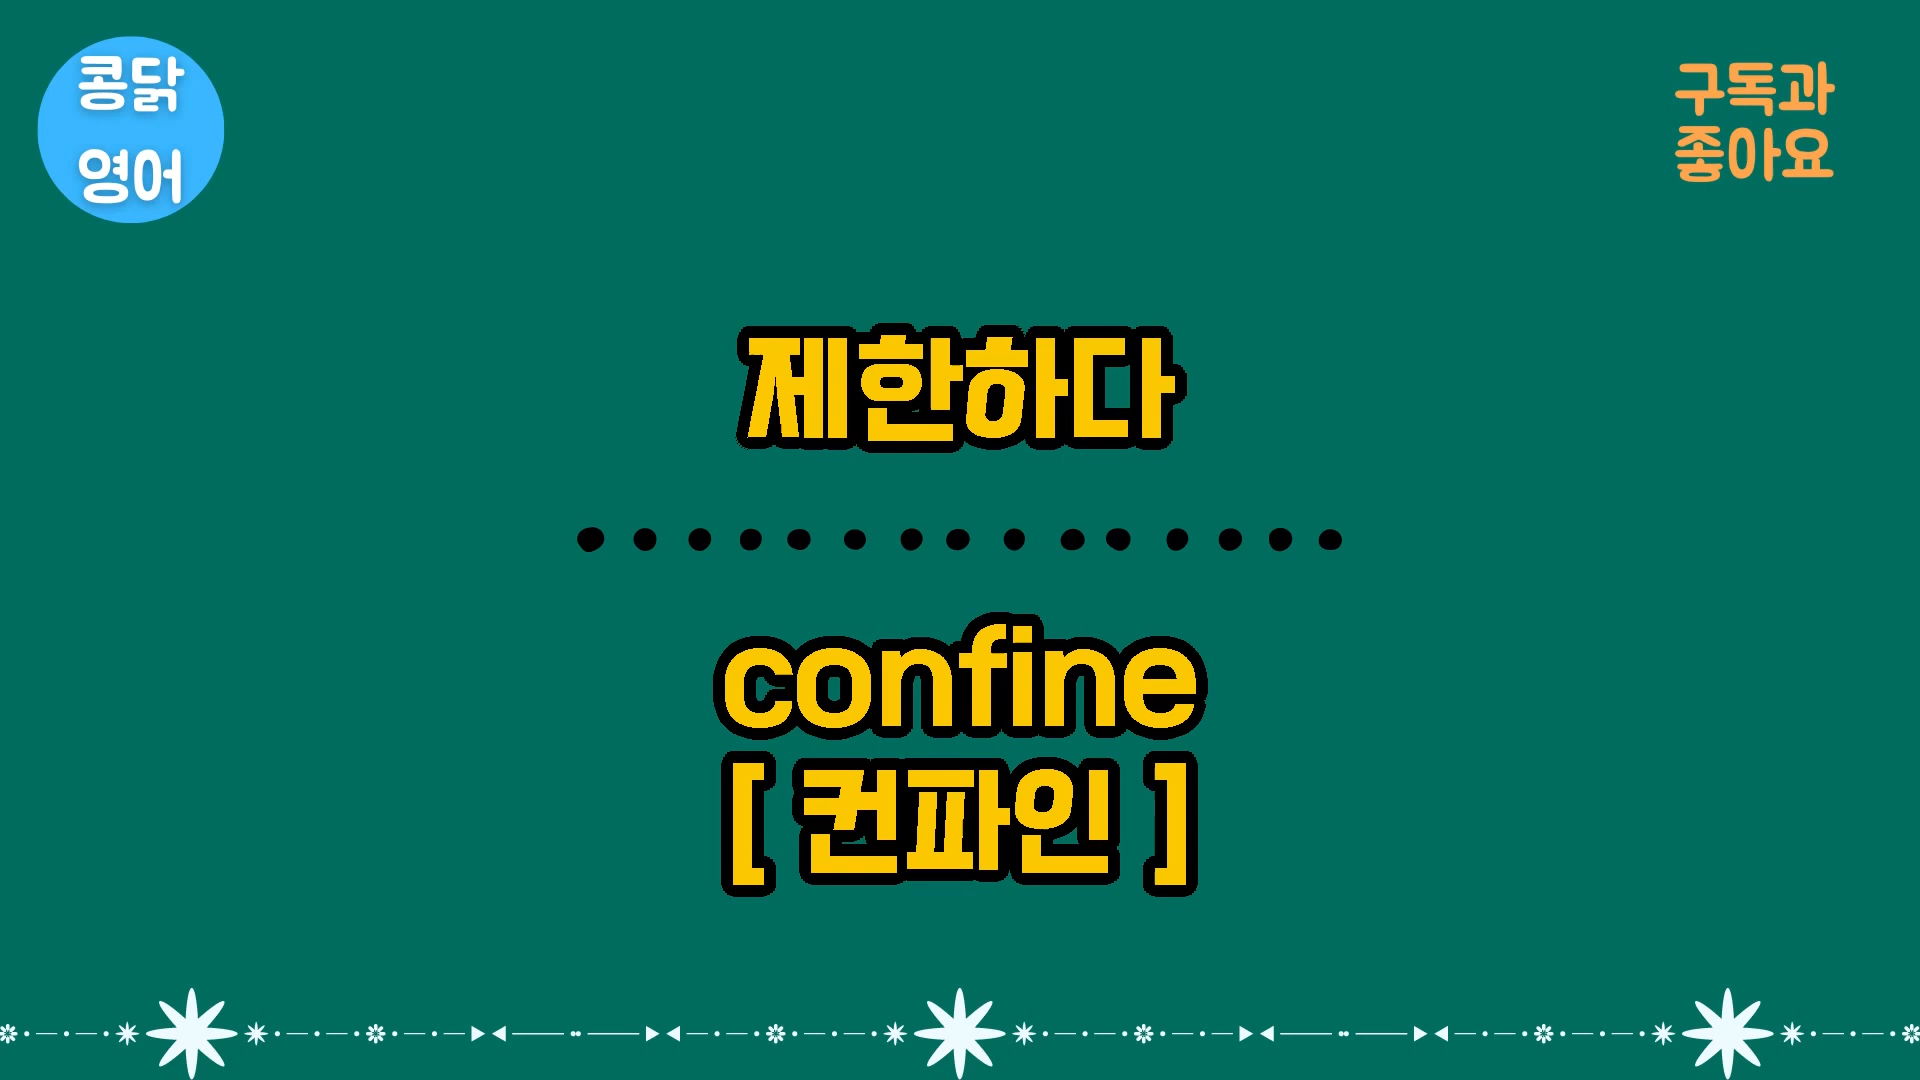 콩닭
영어
구독과
좋아요
제한하다
confine
[ 컨파인 ]